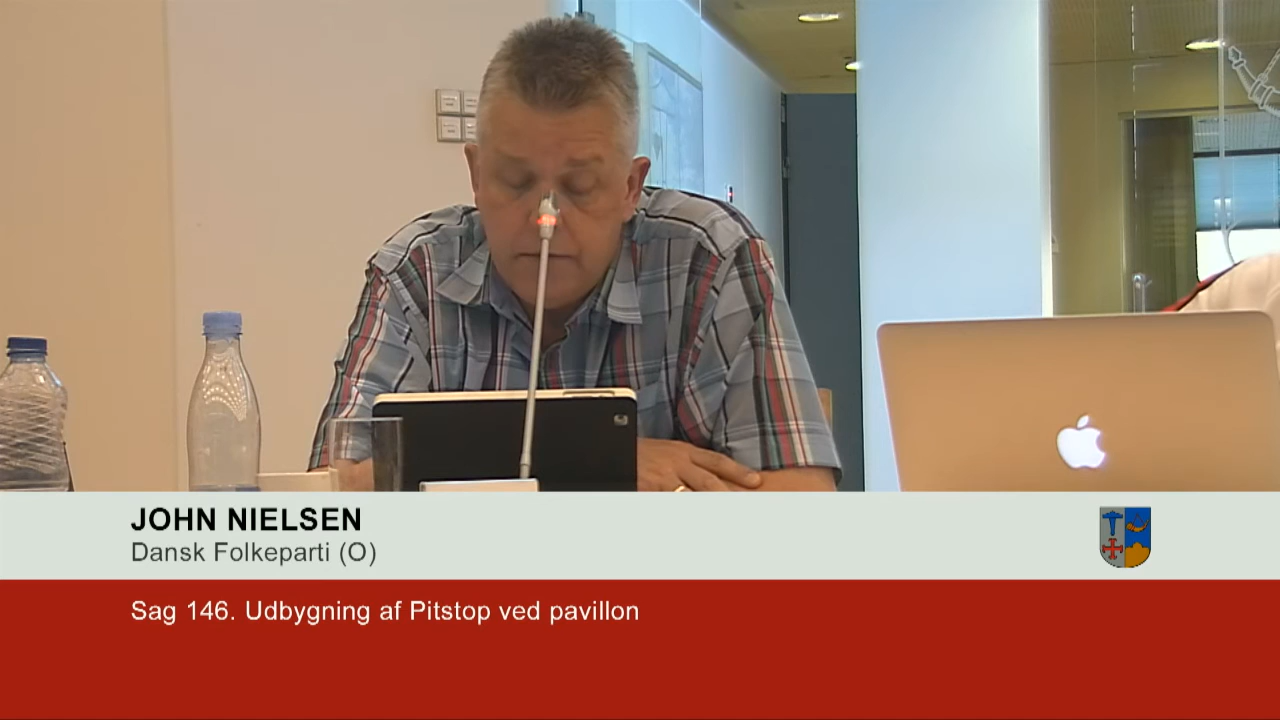 JOHN NIELSEN
Dansk Folkeparti (O)
Sag 146. Udbygning af Pitstop ved pavillon